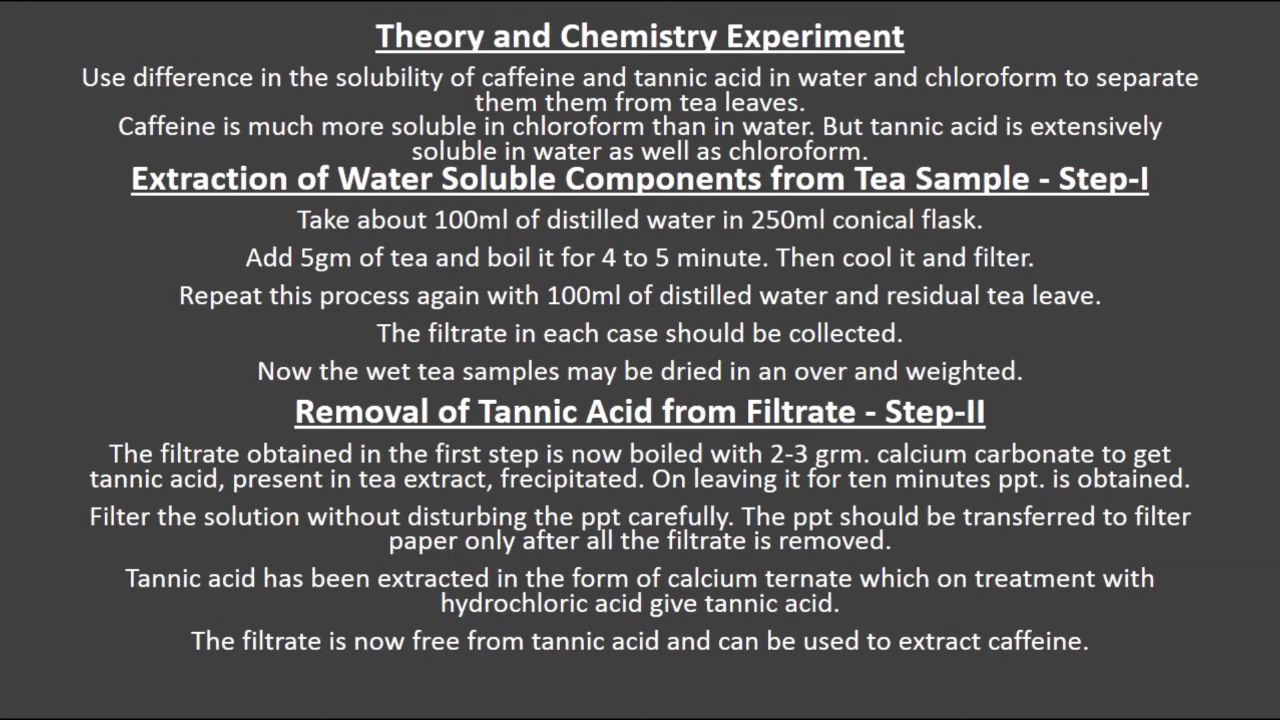 Theory and Chemistry Experiment
Use difference in the solubility of caffeine and tannic acid in water and chloroform to separate
them them from tea leaves.
Caffeine is much more soluble in chloroform than in water. But tannic acid is extensively
soluble in water as well as chloroform.
Extraction of Water Soluble Components from Tea Sample - Step-I
Take about 100ml of distilled water in 250ml conical flask.
Add 5gm of tea and boil it for 4 to 5 minute. Then cool it and filter.
Repeat this process again with 100ml of distilled water and residual tea leave.
The filtrate in each case should be collected.
Now the wet tea samples may be dried in an over and weighted.
Removal of Tannic Acid from Filtrate - Step-II
The filtrate obtained in the first step is now boiled with 2-3 grm. calcium carbonate to get
tannic acid, present in tea extract, frecipitated. On leaving it for ten minutes ppt. is obtained.
Filter the solution without disturbing the ppt carefully. The ppt should be transferred to filter
paper only after all the filtrate is removed.
Tannic acid has been extracted in the form of calcium ternate which on treatment with
hydrochloric acid give tannic acid.
The filtrate is now free from tannic acid and can be used to extract caffeine.